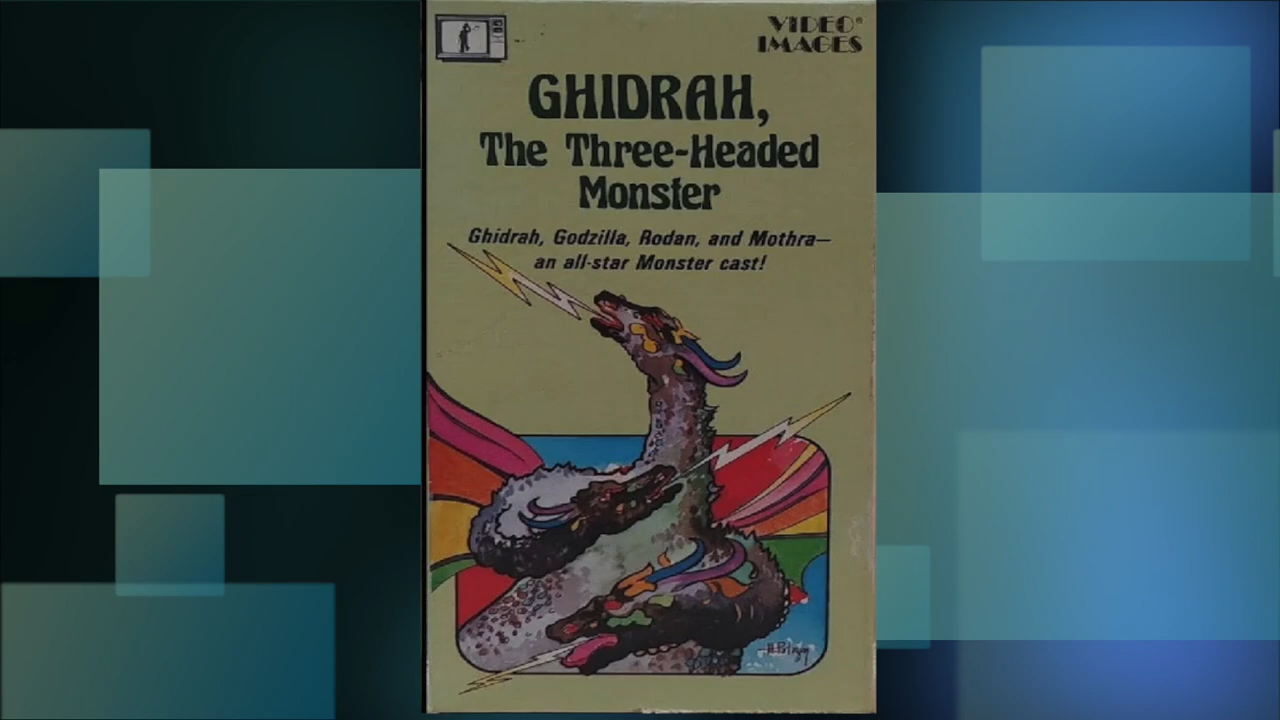 VIDEO®
IMAGES
GHIDRAH,
The Three-Headed
Monster
Ghidrah, Godzilla, Rodan, and Mothra—
an all-star Monster cast!